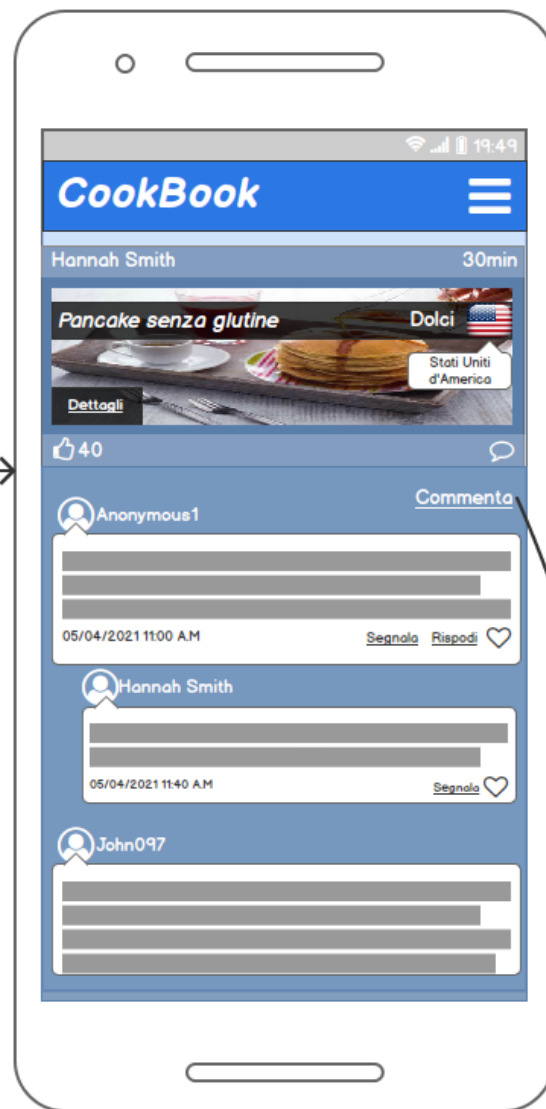 19:49
CookBook
Hannah Smith 30min
Pancake senza glutine Dolci
Stati Uniti
d'America
Dettagli
40
Commenta
Anonymous1
05/04/2021 11:00 A.M Segnala Rispodi
Hannah Smith
05/04/2021 11:40 A.M Segnala
John097